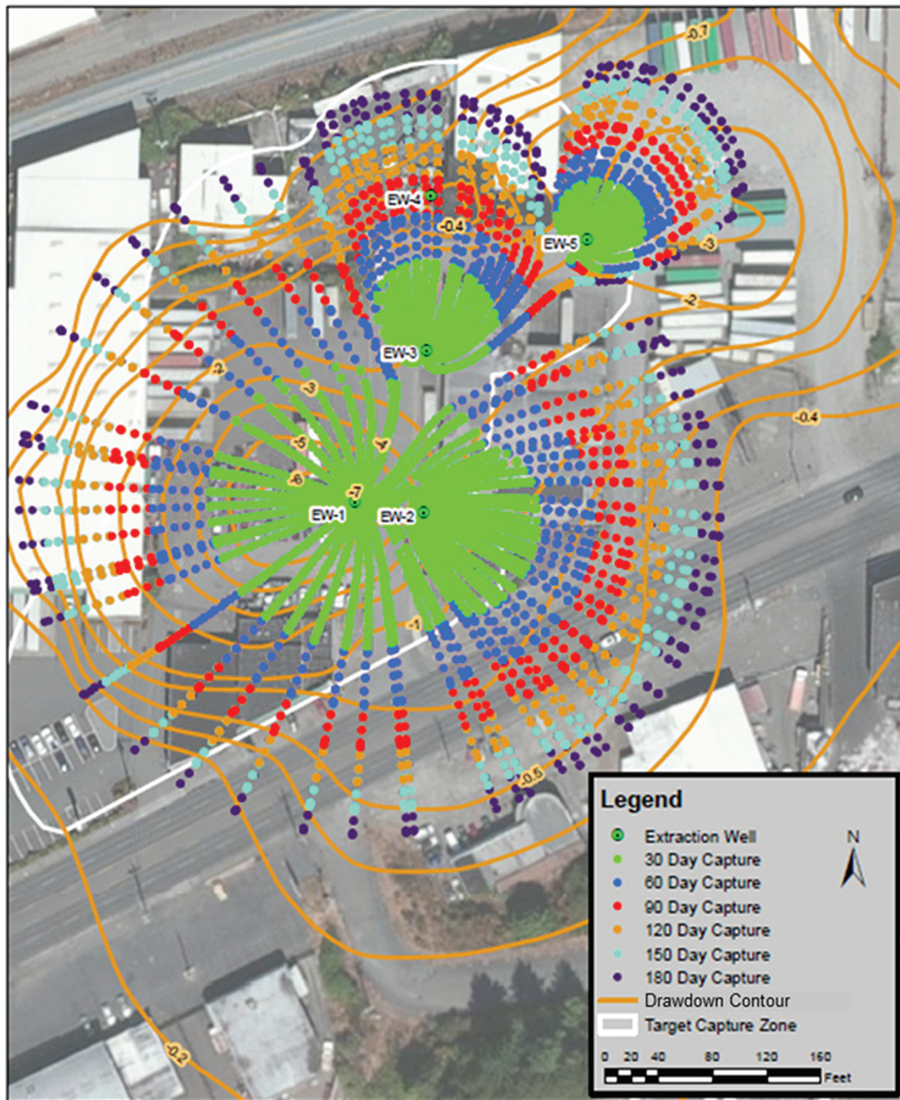 -0.7
EW-4
-0.4
EW-5
-3
-2
EW-3
-2
-3
-0.4
-5
-4
-6
-7
EW-1
EW-2
-1
-0.5
-0.2
Legend
Extraction Well
N
30 Day Capture
60 Day Capture
90 Day Capture
120 Day Capture
150 Day Capture
180 Day Capture
Drawdown Contour
Target Capture Zone
0 20 40 80 120 160
Feet